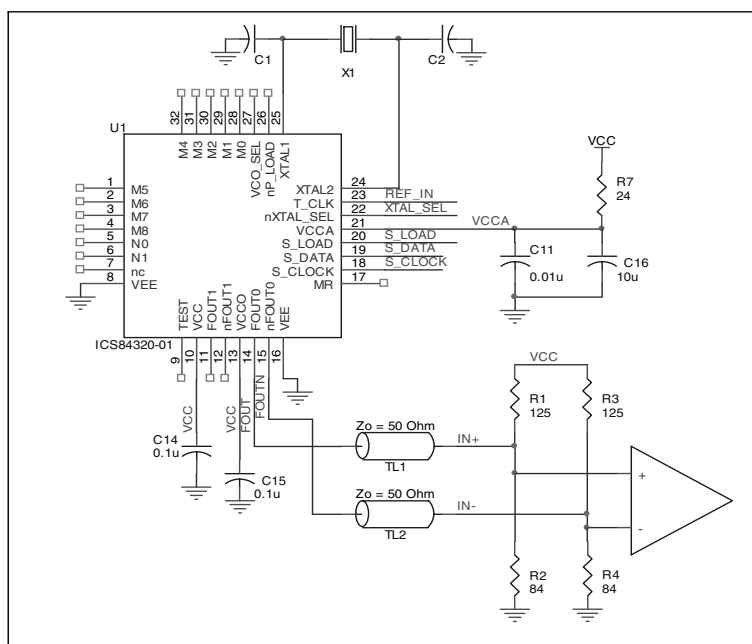 C1
X1
C2
U1
32
31
30
29
28
27
26
25
M4
M3
M2
M1
M0
VCO_SEL
nP_LOAD
XTAL1
1 M5
2 M6
3 M7
4 M8
5 N0
6 N1
7 nc
8 VEE
XTAL2 24
T_CLK 23 REF_IN
nXTAL_SEL 22 XTAL_SEL
VCCA 21 VCCA
S_LOAD 20 S_LOAD
S_DATA 19 S_DATA
S_CLOCK 18 S_CLOCK
MR 17
VCC
R7
24
C11
0.01u
C16
10u
TEST
VCC
FOUT1
nFOUT1
VCCO
FOUT0
nFOUT0
VEE
ICS84320-01
9
10
11
12
13
14
15
16
VCC
VCC
FOUT
FOUTN
C14
0.1u
C15
0.1u
Zo = 50 Ohm
TL1
IN+
Zo = 50 Ohm
TL2
IN-
VCC
R1
125
R3
125
+
-
R2
84
R4
84